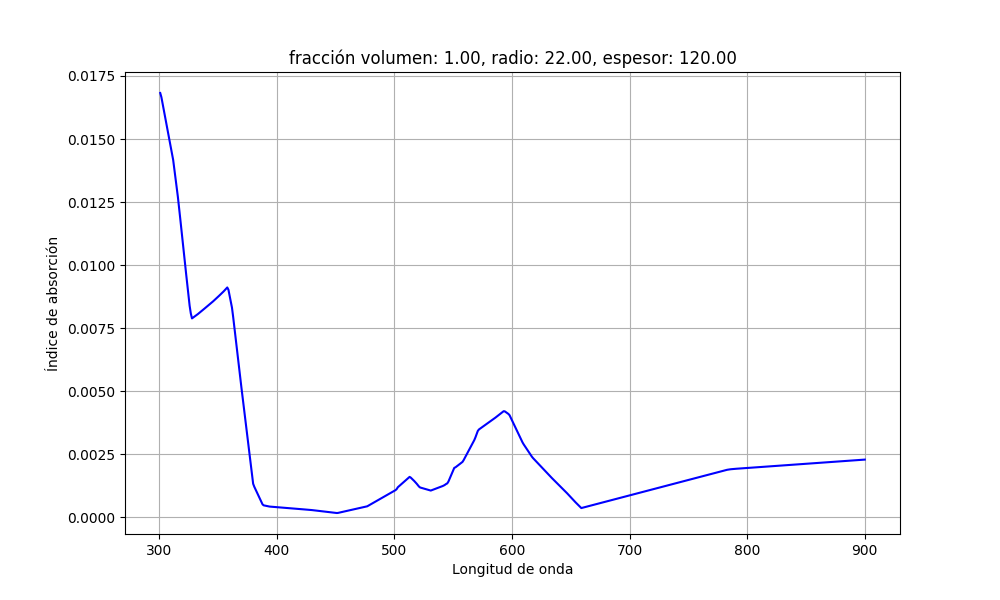 fracción volumen: 1.00, radio: 22.00, espesor: 120.00
0.0175
0.0150
0.0125
0.0100
0.0075
0.0050
0.0025
0.0000
Índice de absorción
300 400 500 600 700 800 900
Longitud de onda